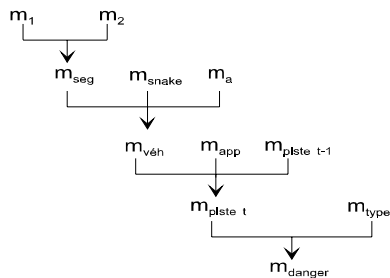 m1 m2
mseg msnake ma
mvéh mapp mplste t-1
mplste t mtype
mdanger